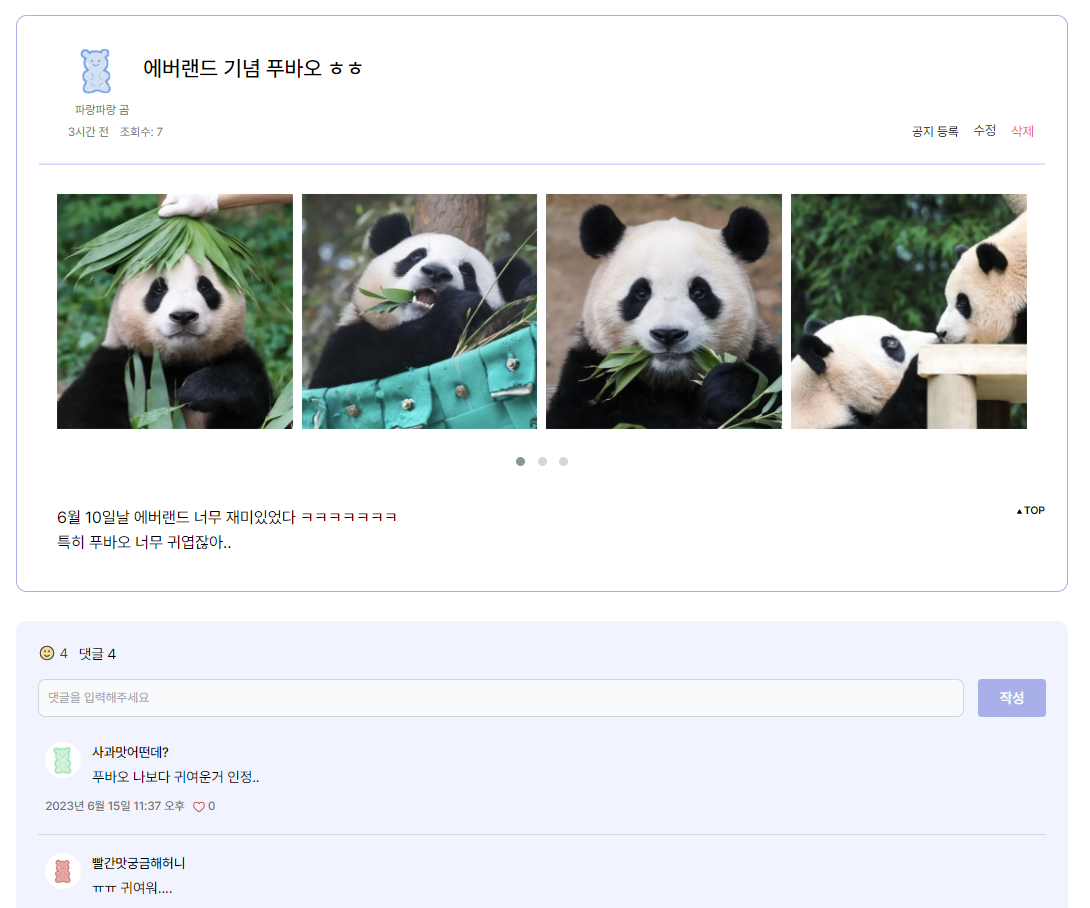 에버랜드 기념 푸바오 ㅎㅎ
파랑파랑 곰
3시간 전 조회수: 7
공지 등록 수정 삭제
6월 10일날 에버랜드 너무 재미있었다 ㅋㅋㅋㅋㅋㅋㅋ
특히 푸바오 너무 귀엽잖아..
▲TOP
4 댓글 4
댓글을 입력해주세요
작성
사과맛어떤데?
푸바오 나보다 귀여운거 인정..
2023년 6월 15일 11:37 오후 0
빨간맛궁금해허니
ㅠㅠ 귀여워....